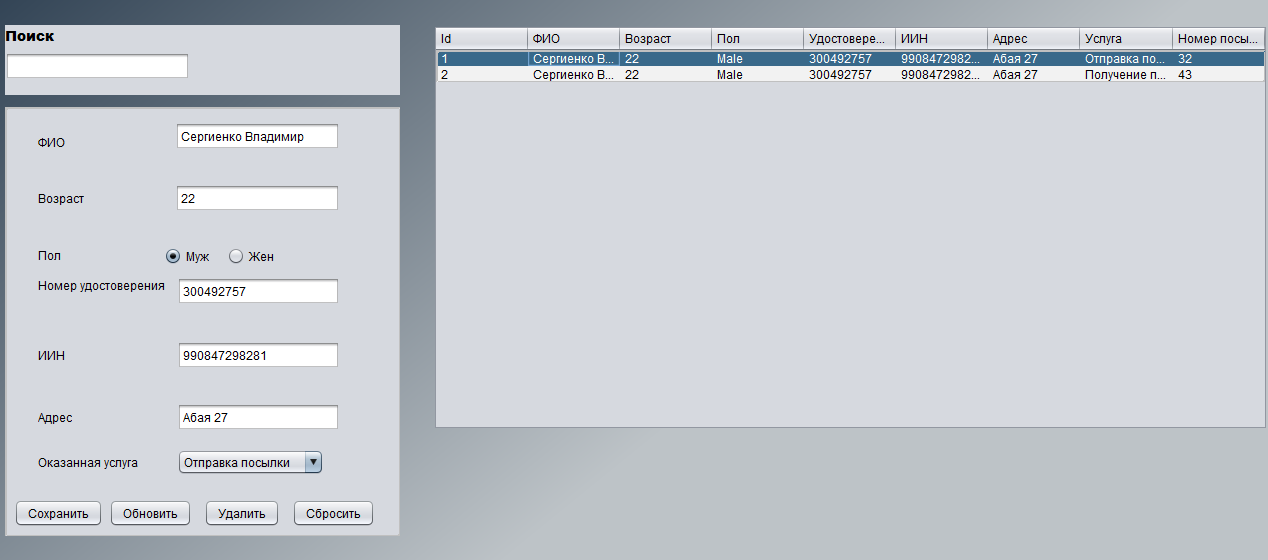 Поиск
ФИО Сергиенко Владимир
Возраст 22
Пол Муж Жен
Номер удостоверения 300492757
ИИН 990847298281
Адрес Абая 27
Оказанная услуга Отправка посылки
Сохранить Обновить Удалить Сбросить
Id ФИО Возраст Пол Удостовере... ИИН Адрес Услуга Номер посы...
1 Сергиенко В... 22 Male 300492757 9908472982... Абая 27 Отправка по... 32
2 Сергиенко В... 22 Male 300492757 9908472982... Абая 27 Получение п... 43